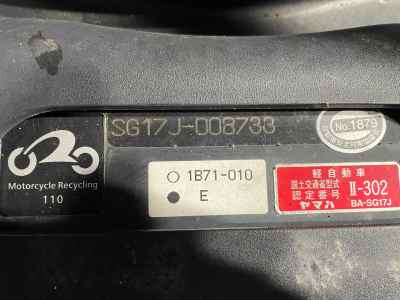 SG17J-008733
No.1879
Motorcycle Recycling
110
○ 1B71-010
● E
軽自動車
国土交通省型式
認定番号
Ⅱ-302
ヤマハ
BA-SG17J